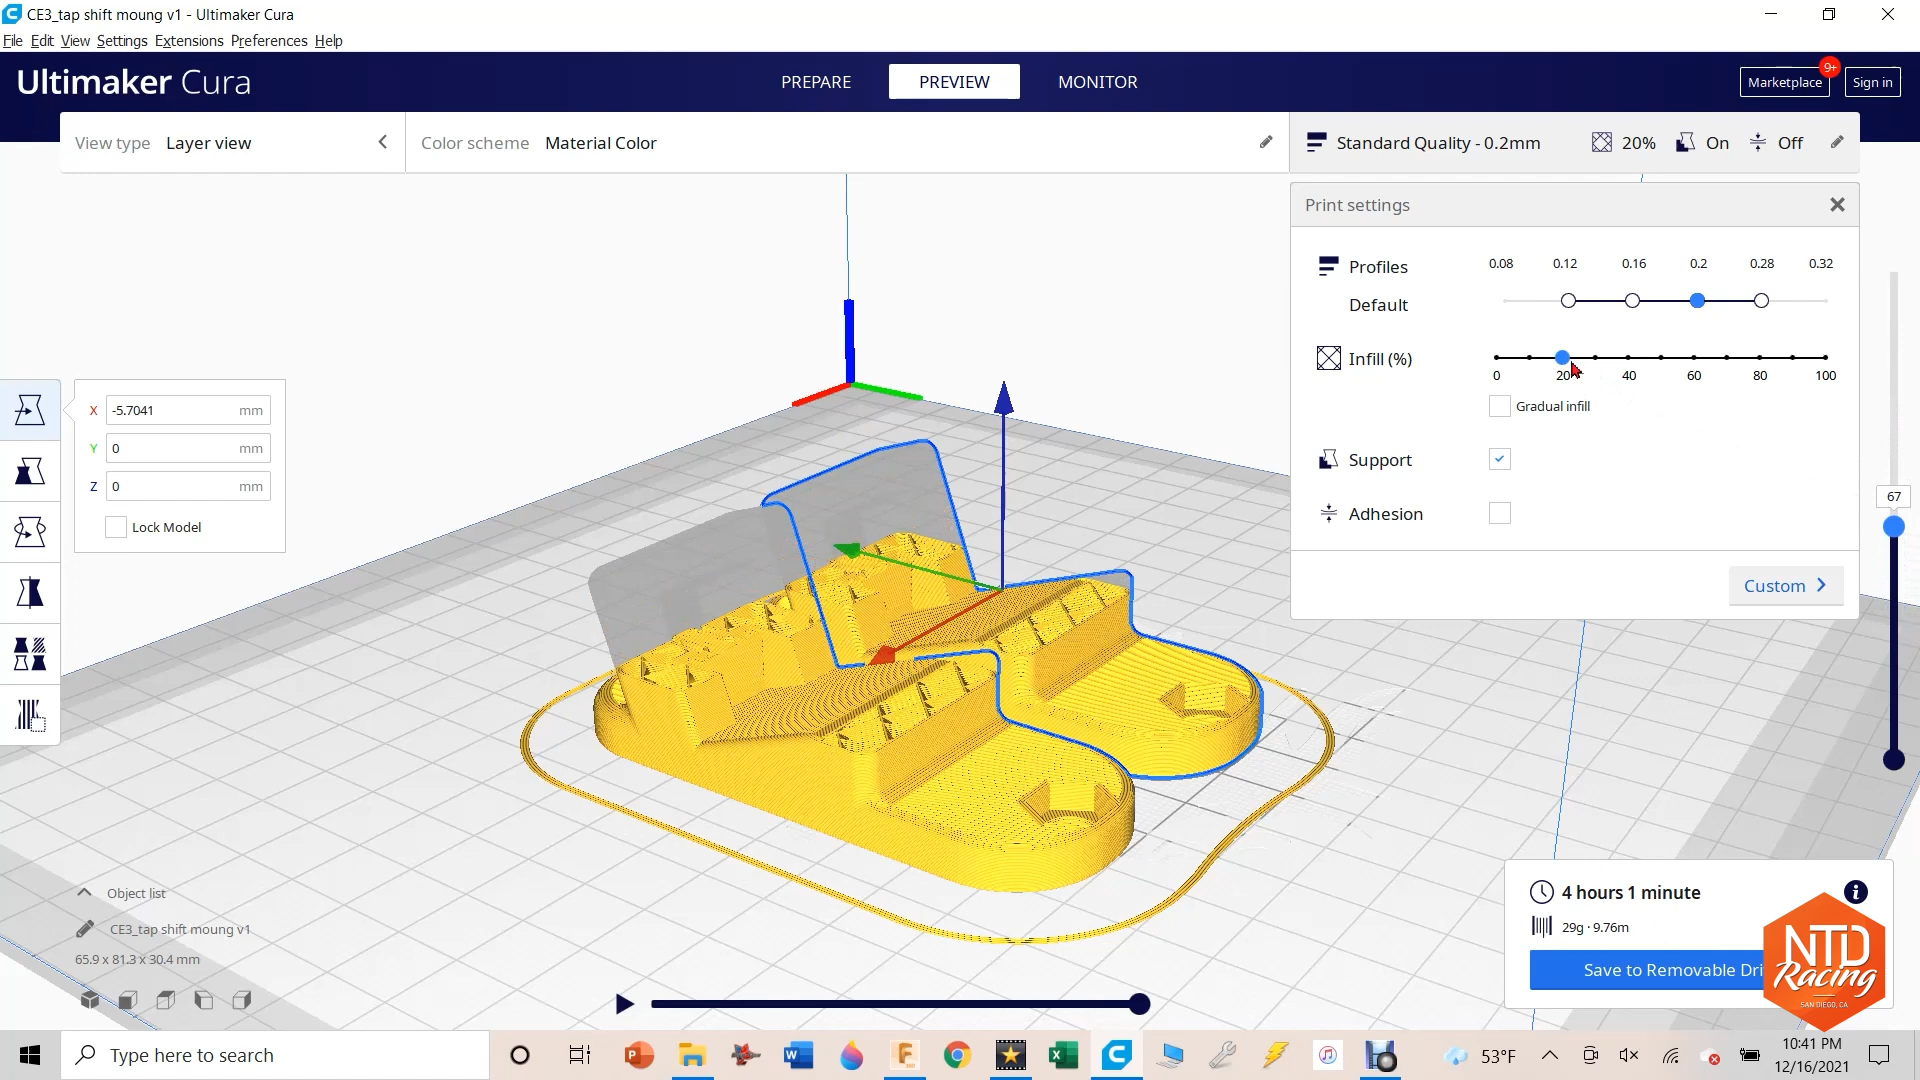 CE3_tap shift moung v1 - Ultimaker Cura
File Edit View Settings Extensions Preferences Help
Ultimaker Cura
PREPARE
PREVIEW
MONITOR
9+
Marketplace
Sign in
View type Layer view
Color scheme Material Color
Standard Quality - 0.2mm
20%
On
Off
Print settings
Profiles
0.08 0.12 0.16 0.2 0.28 0.32
Default
Infill (%)
0 20 40 60 80 100
Gradual infill
Support
Adhesion
Custom
67
X -5.7041 mm
Y 0 mm
Z 0 mm
Lock Model
Object list
CE3_tap shift moung v1
65.9 x 81.3 x 30.4 mm
4 hours 1 minute
29g · 9.76m
Save to Removable Dri
NTD
Racing
SAN DIEGO, CA
Type here to search
53°F
10:41 PM
12/16/2021